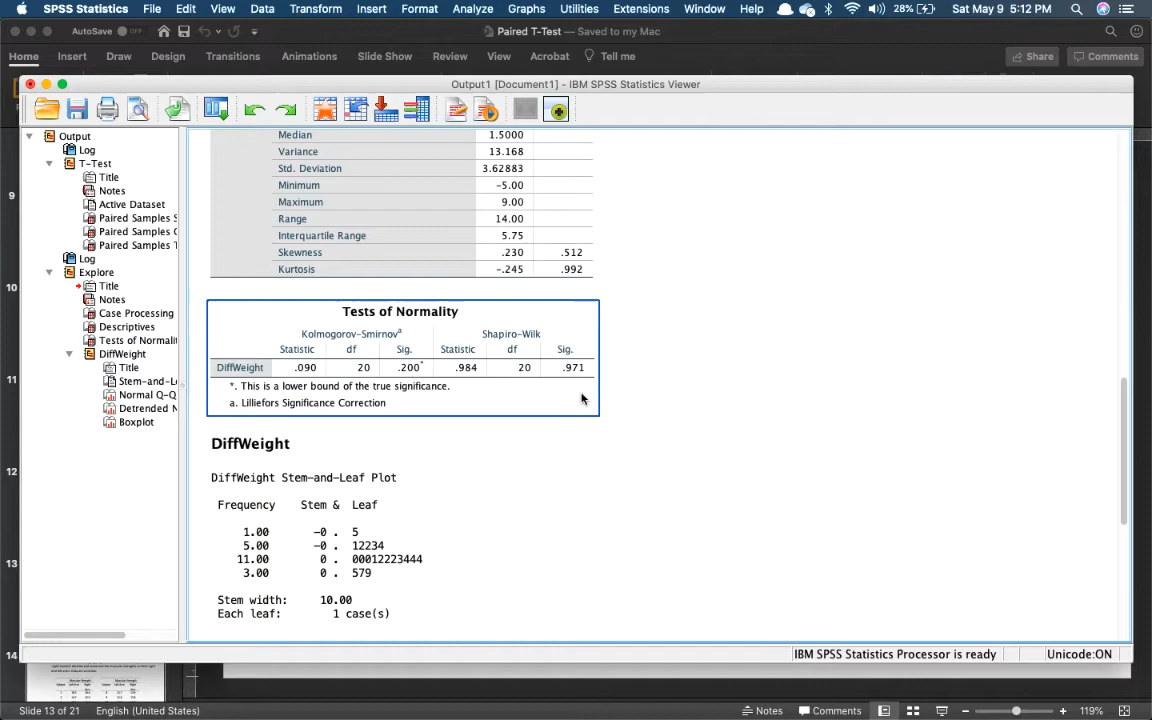 SPSS Statistics File Edit View Data Transform Insert Format Analyze Graphs Utilities Extensions Window Help 28% Sat May 9 5:12 PM
AutoSave OFF Paired T-Test — Saved to my Mac
Home Insert Draw Design Transitions Animations Slide Show Review View Acrobat Tell me Share Comments
Output1 [Document1] - IBM SPSS Statistics Viewer
Output
Log
T-Test
Title
Notes
Active Dataset
Paired Samples S
Paired Samples C
Paired Samples T
Log
Explore
Title
Notes
Case Processing
Descriptives
Tests of Normali
DiffWeight
Title
Stem-and-L
Normal Q-Q
Detrended N
Boxplot
9
10
11
12
13
14
Median 1.5000
Variance 13.168
Std. Deviation 3.62883
Minimum -5.00
Maximum 9.00
Range 14.00
Interquartile Range 5.75
Skewness .230 .512
Kurtosis -.245 .992
Tests of Normality
Kolmogorov-Smirnovᵃ Shapiro-Wilk
Statistic df Sig. Statistic df Sig.
DiffWeight .090 20 .200* .984 20 .971
*. This is a lower bound of the true significance.
a. Lilliefors Significance Correction
DiffWeight
DiffWeight Stem-and-Leaf Plot
Frequency Stem & Leaf
1.00 -0 . 5
5.00 -0 . 12234
11.00 0 . 00012223444
3.00 0 . 579
Stem width: 10.00
Each leaf: 1 case(s)
IBM SPSS Statistics Processor is ready Unicode:ON
Slide 13 of 21 English (United States) Notes Comments 119%